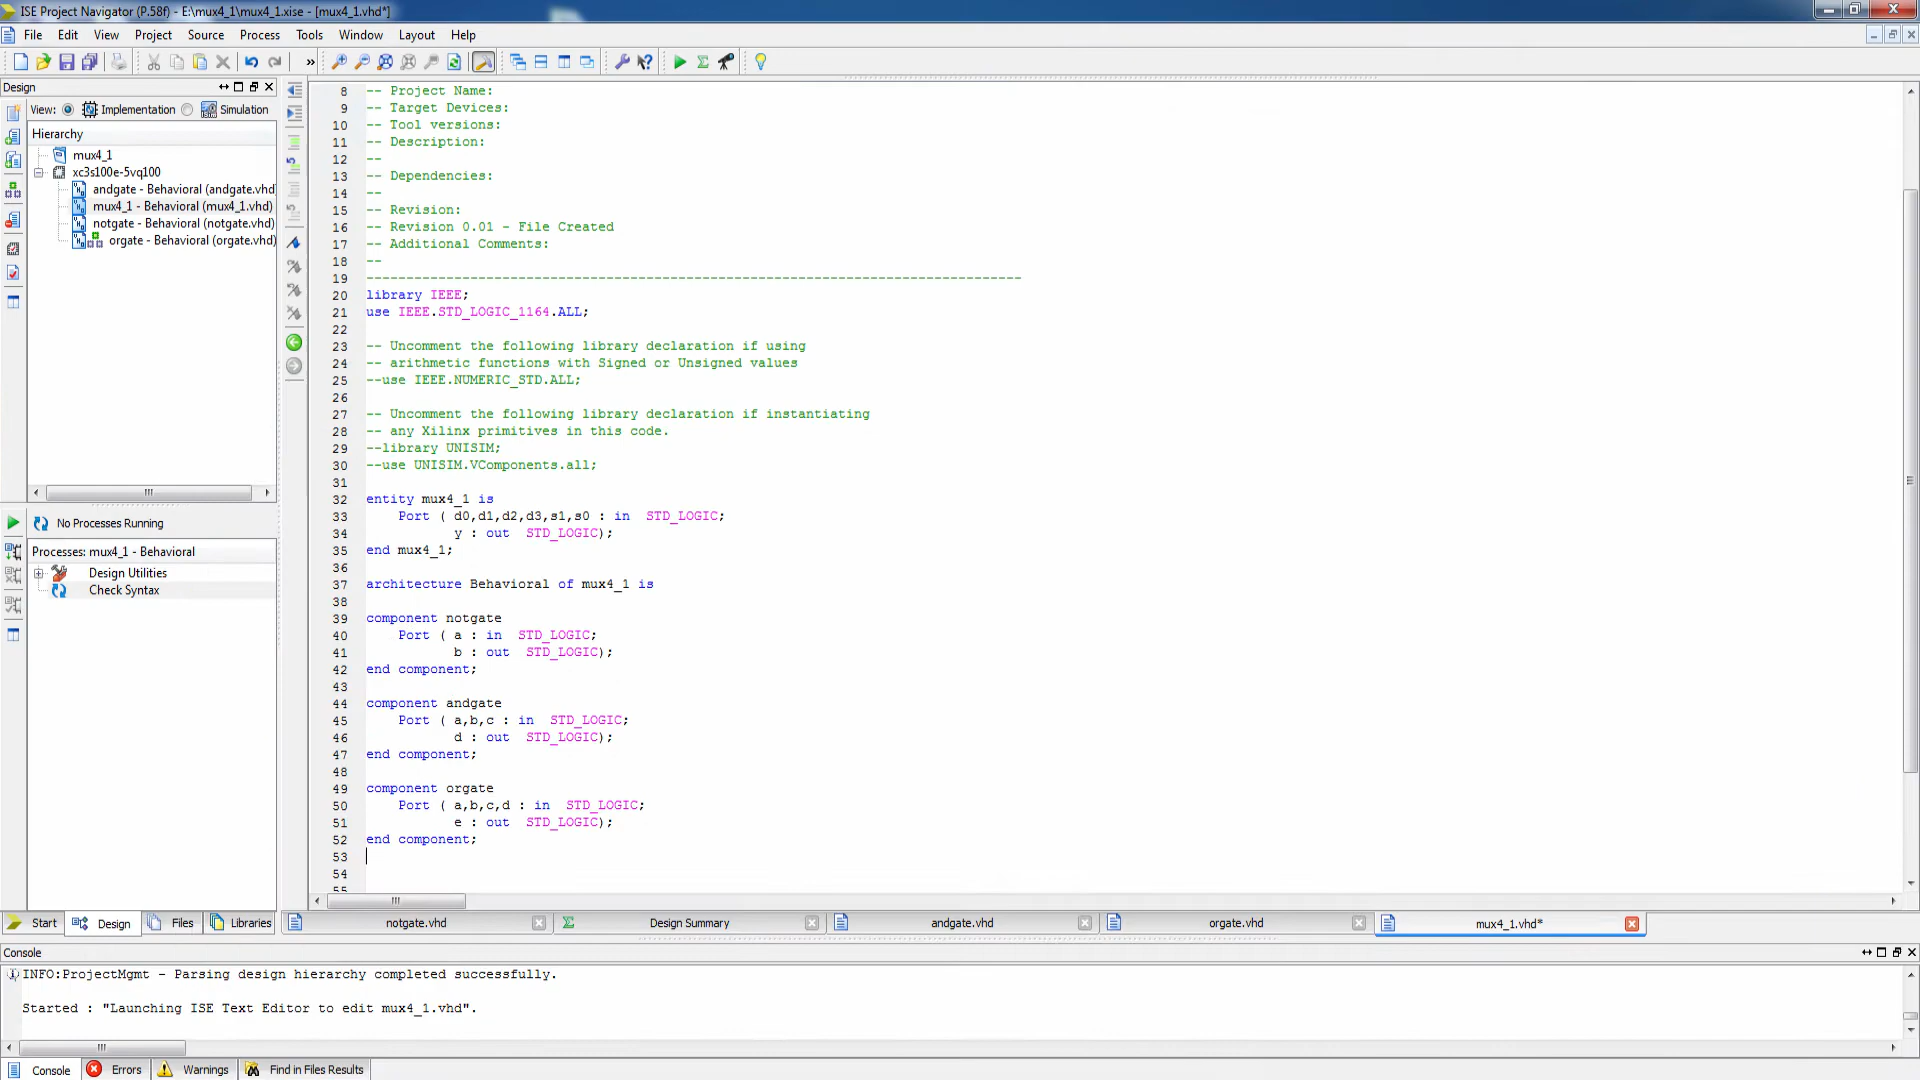 ISE Project Navigator (P.58f) - E:\mux4_1\mux4_1.xise - [mux4_1.vhd*]
File Edit View Project Source Process Tools Window Layout Help
Design
View: Implementation Simulation
Hierarchy
mux4_1
xc3s100e-5vq100
andgate - Behavioral (andgate.vhd
mux4_1 - Behavioral (mux4_1.vhd)
notgate - Behavioral (notgate.vhd)
orgate - Behavioral (orgate.vhd)
No Processes Running
Processes: mux4_1 - Behavioral
Design Utilities
Check Syntax
Start Design Files Libraries
8 -- Project Name:
9 -- Target Devices:
10 -- Tool versions:
11 -- Description:
12 --
13 -- Dependencies:
14 --
15 -- Revision:
16 -- Revision 0.01 - File Created
17 -- Additional Comments:
18 --
19 ----------------------------------------------------------------------------------
20 library IEEE;
21 use IEEE.STD_LOGIC_1164.ALL;
22
23 -- Uncomment the following library declaration if using
24 -- arithmetic functions with Signed or Unsigned values
25 --use IEEE.NUMERIC_STD.ALL;
26
27 -- Uncomment the following library declaration if instantiating
28 -- any Xilinx primitives in this code.
29 --library UNISIM;
30 --use UNISIM.VComponents.all;
31
32 entity mux4_1 is
33 Port ( d0,d1,d2,d3,s1,s0 : in STD_LOGIC;
34 y : out STD_LOGIC);
35 end mux4_1;
36
37 architecture Behavioral of mux4_1 is
38
39 component notgate
40 Port ( a : in STD_LOGIC;
41 b : out STD_LOGIC);
42 end component;
43
44 component andgate
45 Port ( a,b,c : in STD_LOGIC;
46 d : out STD_LOGIC);
47 end component;
48
49 component orgate
50 Port ( a,b,c,d : in STD_LOGIC;
51 e : out STD_LOGIC);
52 end component;
53
54
55
notgate.vhd Design Summary andgate.vhd orgate.vhd mux4_1.vhd*
Console
INFO:ProjectMgmt - Parsing design hierarchy completed successfully.
Started : "Launching ISE Text Editor to edit mux4_1.vhd".
Console Errors Warnings Find in Files Results